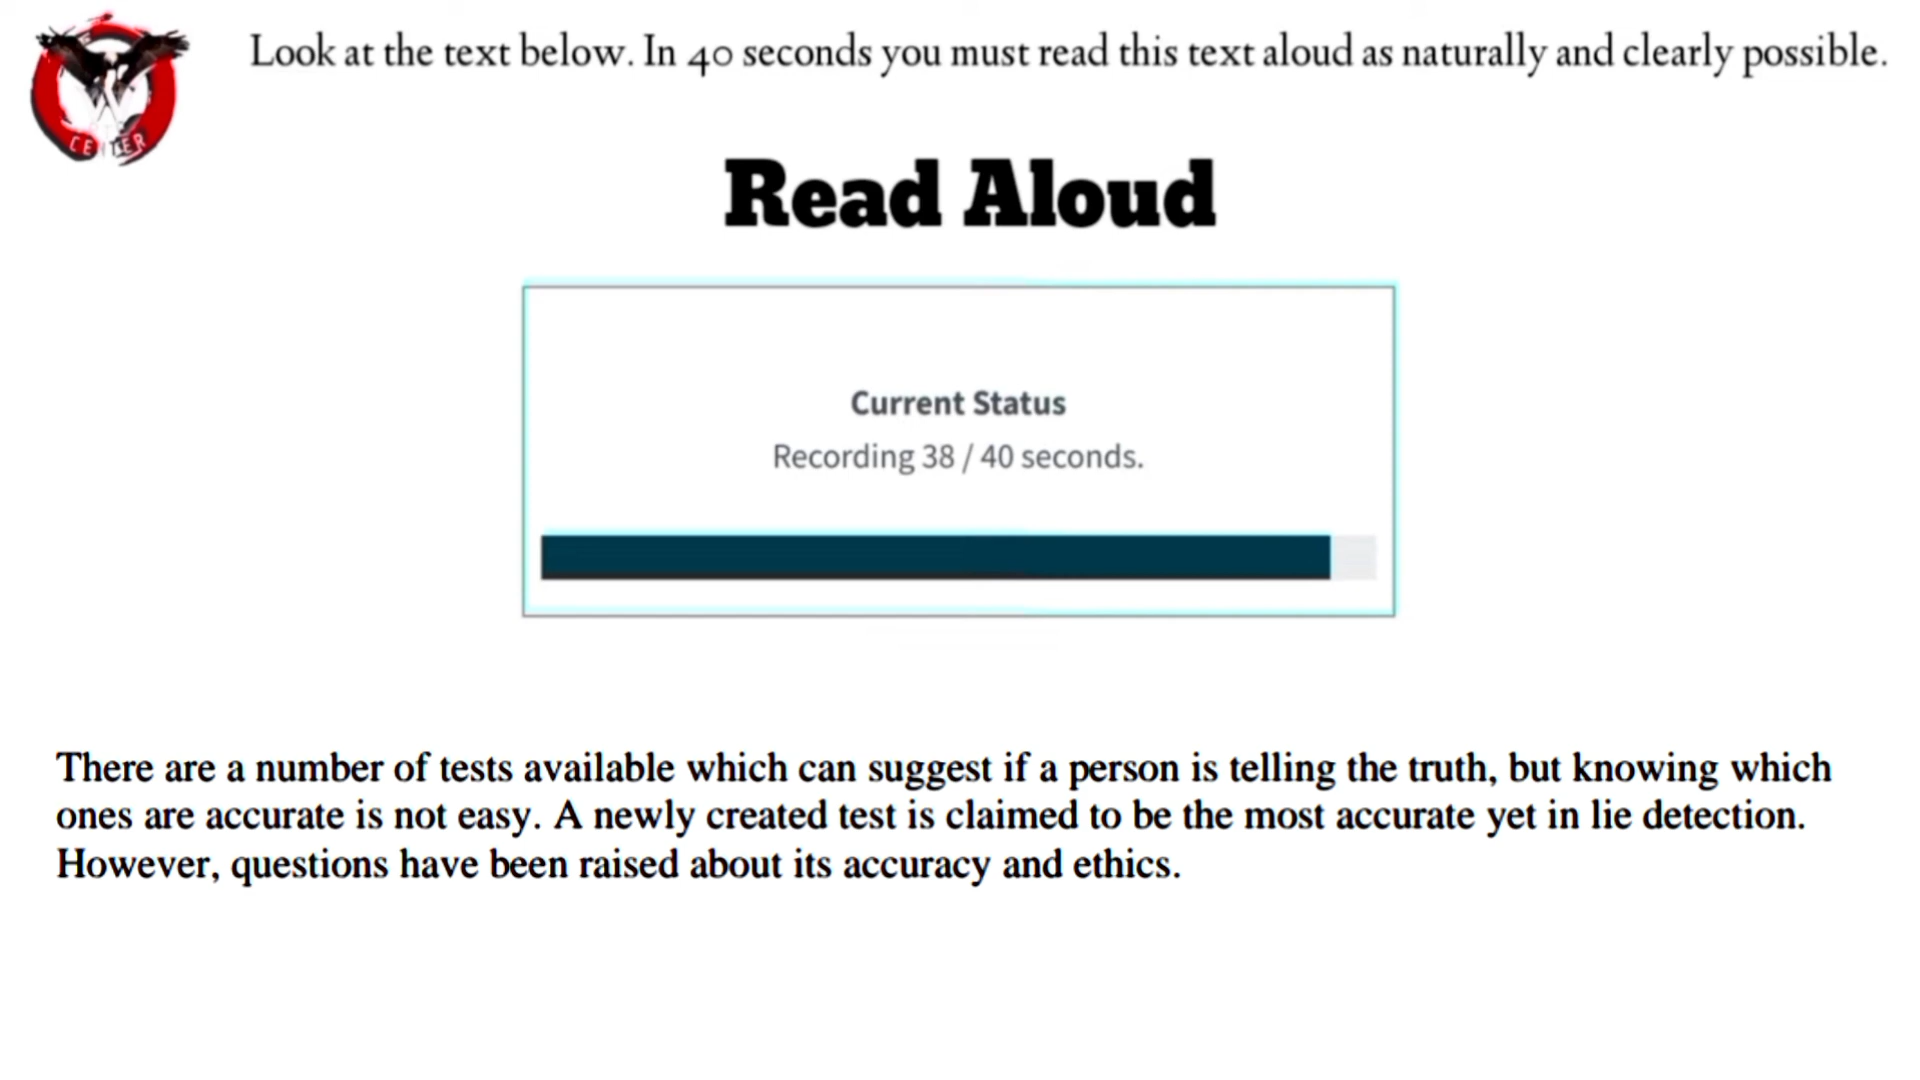 Look at the text below. In 40 seconds you must read this text aloud as naturally and clearly possible.
CENTER
Read Aloud
Current Status
Recording 38 / 40 seconds.
There are a number of tests available which can suggest if a person is telling the truth, but knowing which
ones are accurate is not easy. A newly created test is claimed to be the most accurate yet in lie detection.
However, questions have been raised about its accuracy and ethics.